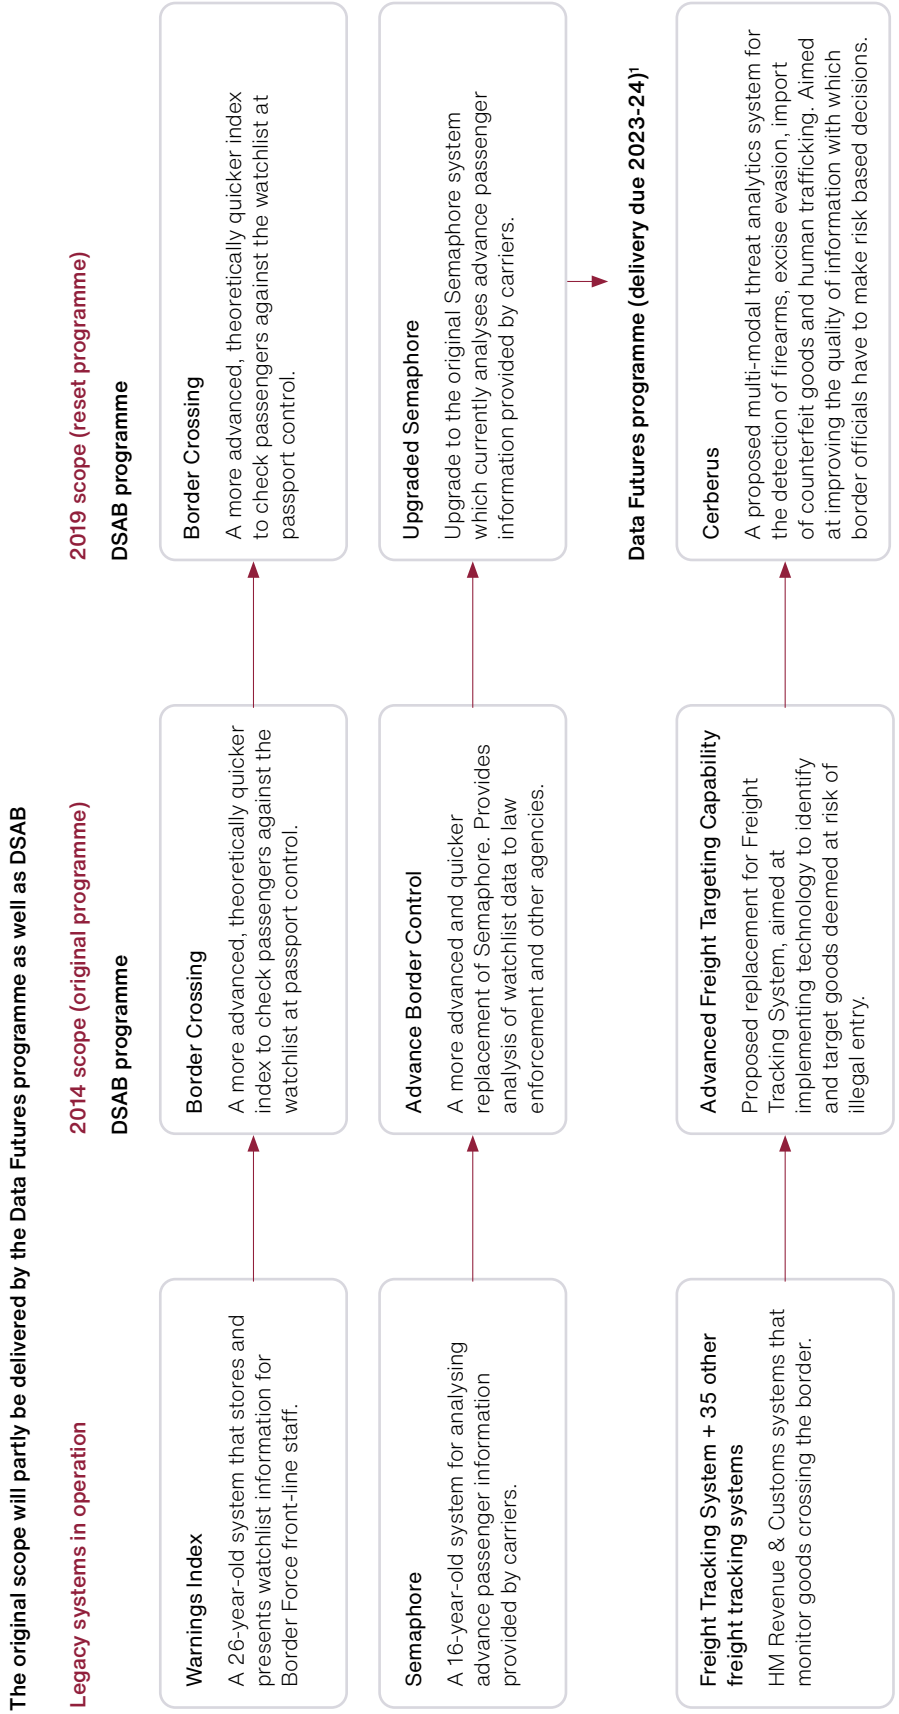 The original scope will partly be delivered by the Data Futures programme as well as DSAB
Legacy systems in operation
2014 scope (original programme)
2019 scope (reset programme)
DSAB programme
DSAB programme
Warnings Index
A 26-year-old system that stores and
presents watchlist information for
Border Force front-line staff.
Border Crossing
A more advanced, theoretically quicker
index to check passengers against the
watchlist at passport control.
Border Crossing
A more advanced, theoretically quicker index
to check passengers against the watchlist at
passport control.
Semaphore
A 16-year-old system for analysing
advance passenger information
provided by carriers.
Advance Border Control
A more advanced and quicker
replacement of Semaphore. Provides
analysis of watchlist data to law
enforcement and other agencies.
Upgraded Semaphore
Upgrade to the original Semaphore system
which currently analyses advance passenger
information provided by carriers.
Data Futures programme (delivery due 2023-24)¹
Freight Tracking System + 35 other
freight tracking systems
HM Revenue & Customs systems that
monitor goods crossing the border.
Advanced Freight Targeting Capability
Proposed replacement for Freight
Tracking System, aimed at
implementing technology to identify
and target goods deemed at risk of
illegal entry.
Cerberus
A proposed multi-modal threat analytics system for
the detection of firearms, excise evasion, import
of counterfeit goods and human trafficking. Aimed
at improving the quality of information with which
border officials have to make risk based decisions.